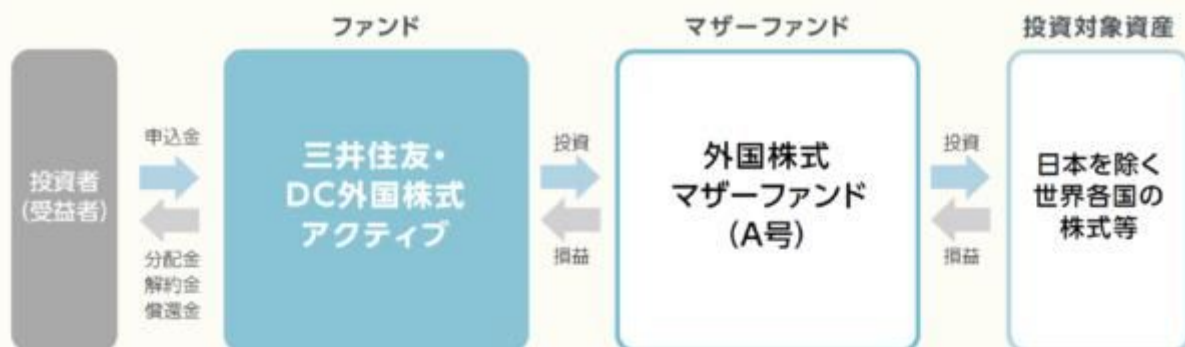 ファンド
マザーファンド
投資対象資産
投資者
(受益者)
申込金
分配金
解約金
償還金
三井住友・
DC外国株式
アクティブ
投資
損益
外国株式
マザーファンド
(A号)
投資
損益
日本を除く
世界各国の
株式等